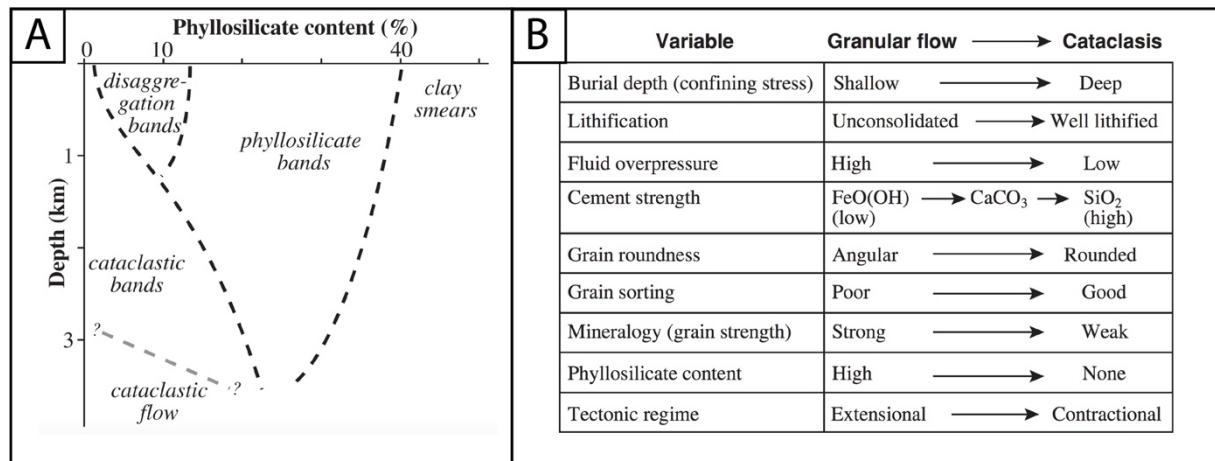 A
Phyllosilicate content (%)
0 10 40
disaggre-
gation
bands
clay
smears
phyllosilicate
bands
1
Depth (km)
cataclastic
bands
?
3
cataclastic
flow
?
B
Variable Granular flow Cataclasis
Burial depth (confining stress) Shallow Deep
Lithification Unconsolidated Well lithified
Fluid overpressure High Low
Cement strength FeO(OH) CaCO₃ SiO₂
(low) (high)
Grain roundness Angular Rounded
Grain sorting Poor Good
Mineralogy (grain strength) Strong Weak
Phyllosilicate content High None
Tectonic regime Extensional Contractional